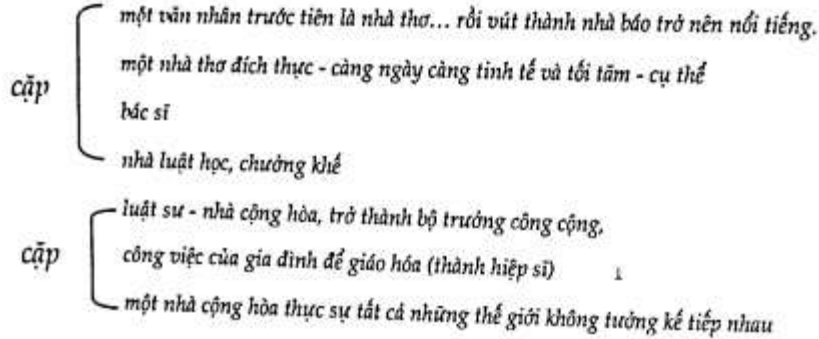 một văn nhân trước tiên là nhà thơ... rồi vút thành nhà báo trở nên nổi tiếng.
một nhà thơ đích thực - càng ngày càng tinh tế và tối tăm - cụ thể
cặp
bác sĩ
nhà luật học, chưởng khế
luật sư - nhà cộng hòa, trở thành bộ trưởng công cộng,
cặp
công việc của gia đình để giáo hóa (thành hiệp sĩ)
một nhà cộng hòa thực sự tất cả những thế giới không tưởng kế tiếp nhau